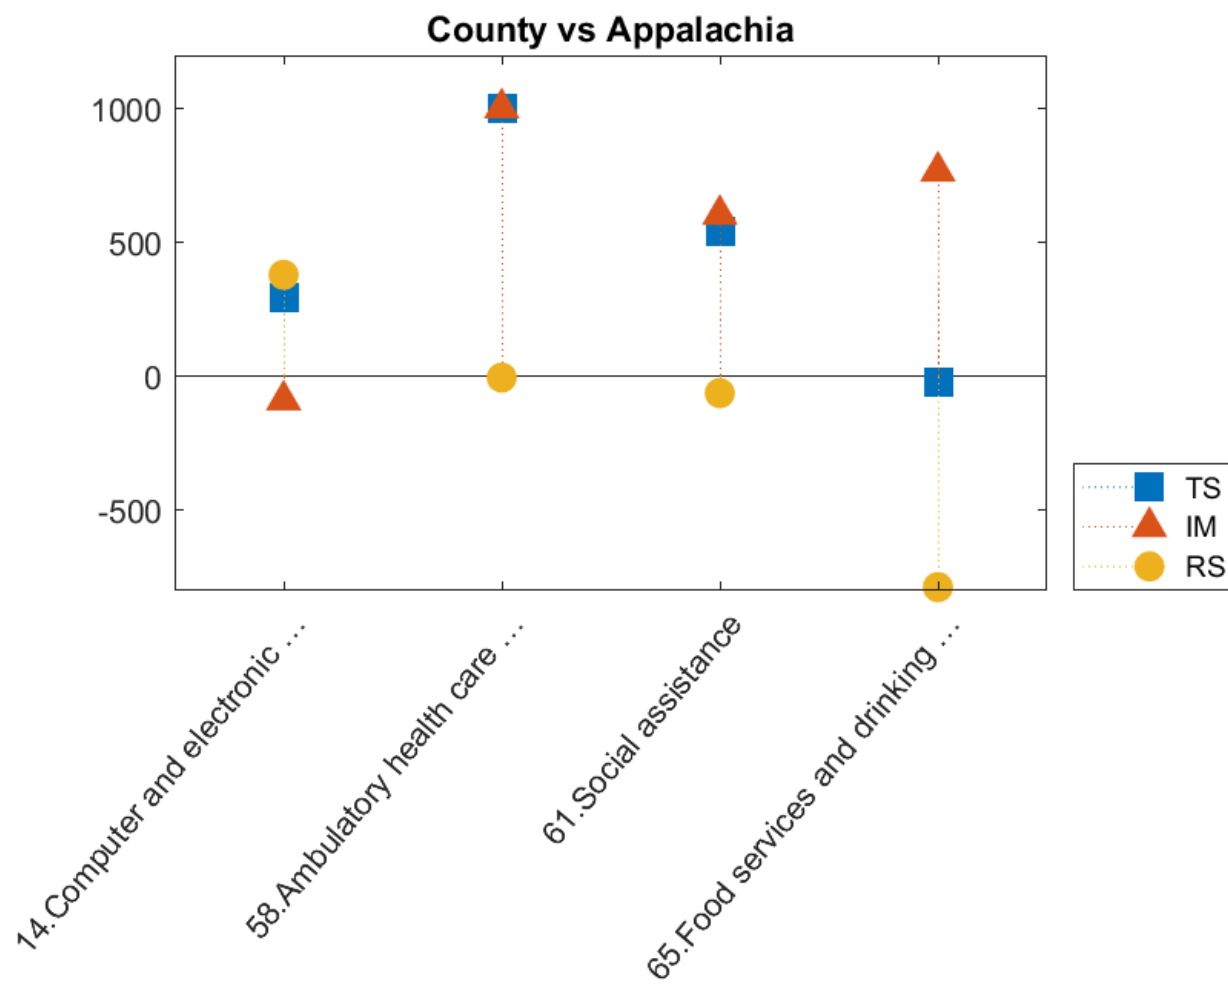 County vs Appalachia
1000
500
0
-500
TS
IM
RS
14.Computer and electronic ...
58.Ambulatory health care ...
61.Social assistance
65.Food services and drinking ...